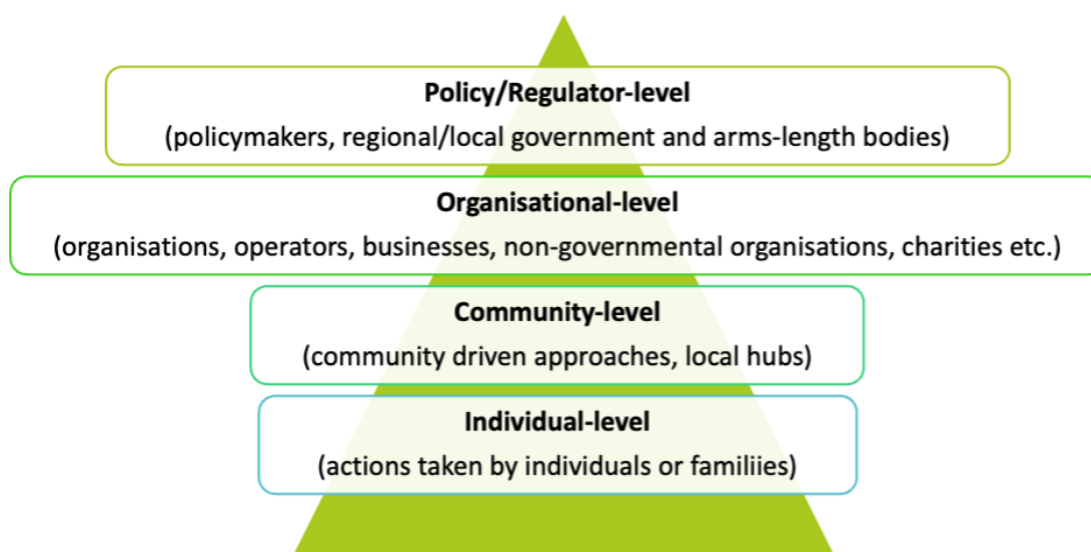 Policy/Regulator-level
(policymakers, regional/local government and arms-length bodies)
Organisational-level
(organisations, operators, businesses, non-governmental organisations, charities etc.)
Community-level
(community driven approaches, local hubs)
Individual-level
(actions taken by individuals or familiies)